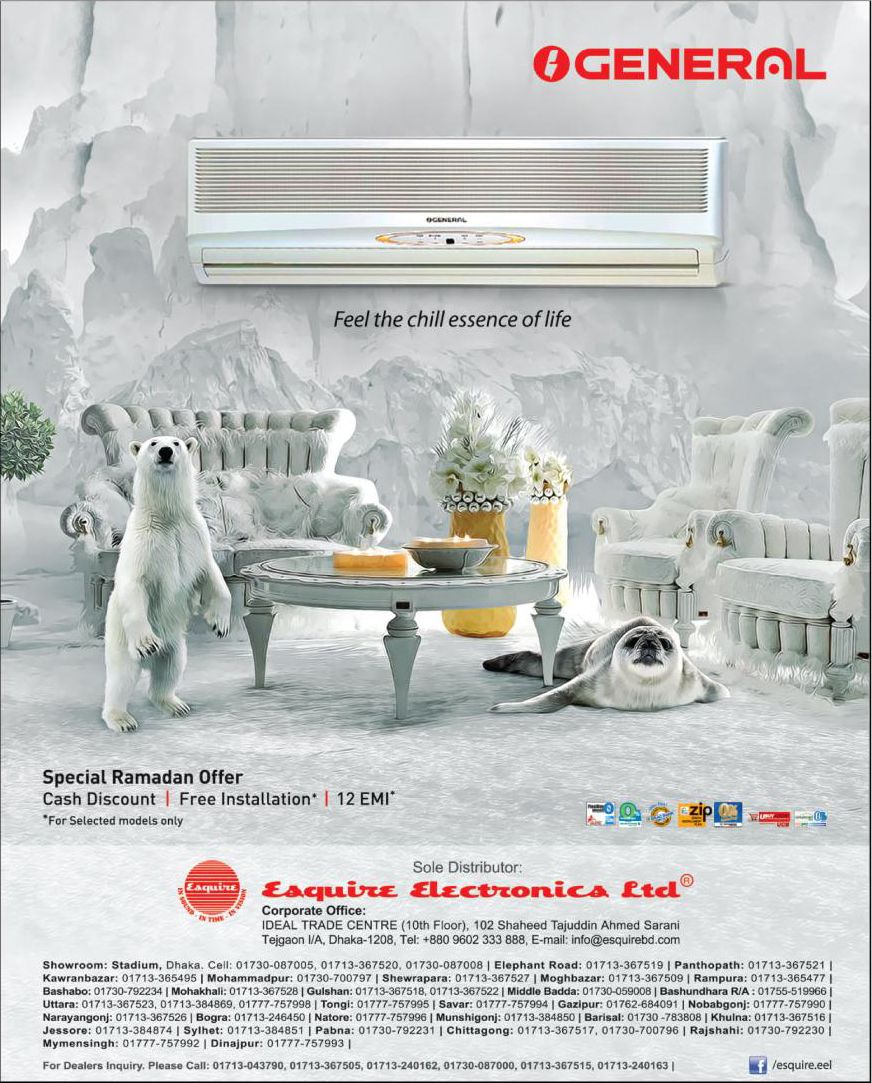 GENERAL
GENERAL
Feel the chill essence of life
Special Ramadan Offer
Cash Discount | Free Installation* | 12 EMI*
*For Selected models only
zip
0%
Sole Distributor:
Esquire
IN SOUND - IN TIME - IN VISION
Esquire Electronics Ltd®
Corporate Office:
IDEAL TRADE CENTRE (10th Floor), 102 Shaheed Tajuddin Ahmed Sarani
Tejgaon I/A, Dhaka-1208, Tel: +880 9602 333 888, E-mail: info@esquirebd.com
Showroom: Stadium, Dhaka. Cell: 01730-087005, 01713-367520, 01730-087008 | Elephant Road: 01713-367519 | Panthopath: 01713-367521 |
Kawranbazar: 01713-365495 | Mohammadpur: 01730-700797 | Shewrapara: 01713-367527 | Moghbazar: 01713-367509 | Rampura: 01713-365477 |
Bashabo: 01730-792234 | Mohakhali: 01713-367528 | Gulshan: 01713-367518, 01713-367522 | Middle Badda: 01730-059008 | Bashundhara R/A : 01755-519966 |
Uttara: 01713-367523, 01713-384869, 01777-757998 | Tongi: 01777-757995 | Savar: 01777-757994 | Gazipur: 01762-684091 | Nobabgonj: 01777-757990 |
Narayangonj: 01713-367526 | Bogra: 01713-246450 | Natore: 01777-757996 | Munshigonj: 01713-384850 | Barisal: 01730 -783808 | Khulna: 01713-367516 |
Jessore: 01713-384874 | Sylhet: 01713-384851 | Pabna: 01730-792231 | Chittagong: 01713-367517, 01730-700796 | Rajshahi: 01730-792230 |
Mymensingh: 01777-757992 | Dinajpur: 01777-757993 |
For Dealers Inquiry. Please Call: 01713-043790, 01713-367505, 01713-240162, 01730-087000, 01713-367515, 01713-240163 |
f /esquire.eel